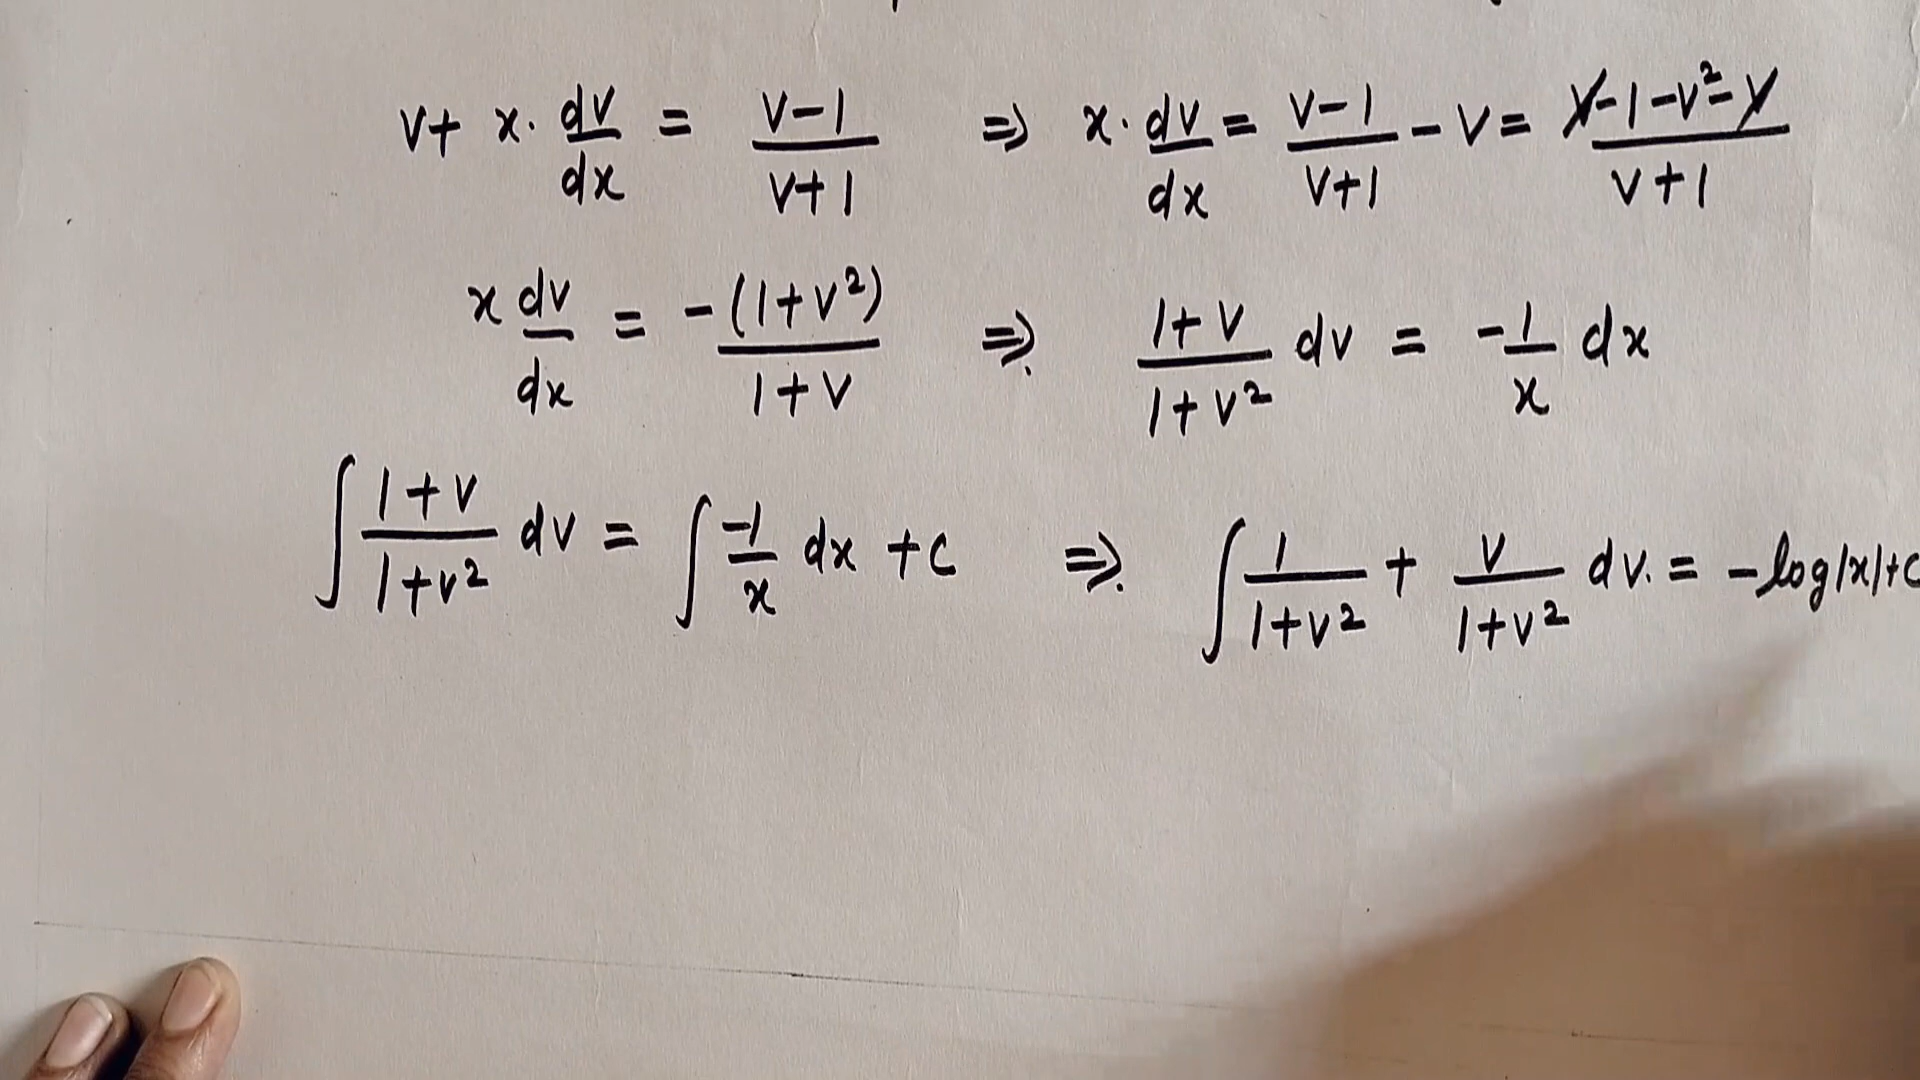 v + x · dv/dx = (v-1)/(v+1) ⇒ x · dv/dx = (v-1)/(v+1) - v = (v-1-v²-v)/(v+1)
x dv/dx = -(1+v²)/(1+v) ⇒ (1+v)/(1+v²) dv = -1/x dx
∫ (1+v)/(1+v²) dv = ∫ -1/x dx + c ⇒ ∫ 1/(1+v²) + v/(1+v²) dv. = -log|x|+c